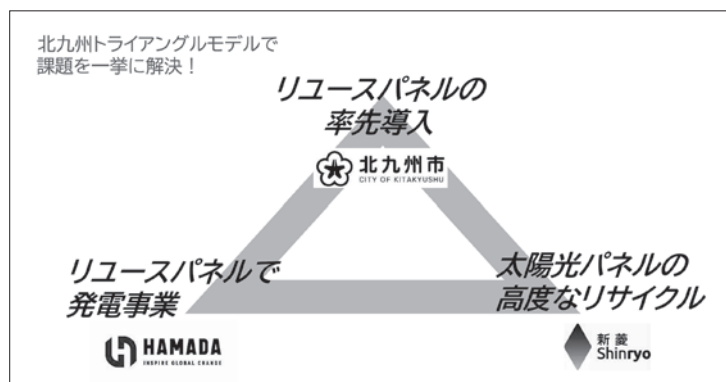 北九州トライアングルモデルで
課題を一挙に解決！
リユースパネルの
率先導入
北九州市
CITY OF KITAKYUSHU
リユースパネルで
発電事業
太陽光パネルの
高度なリサイクル
HAMADA
INSPIRE GLOBAL CHANGE
新菱
Shinryo